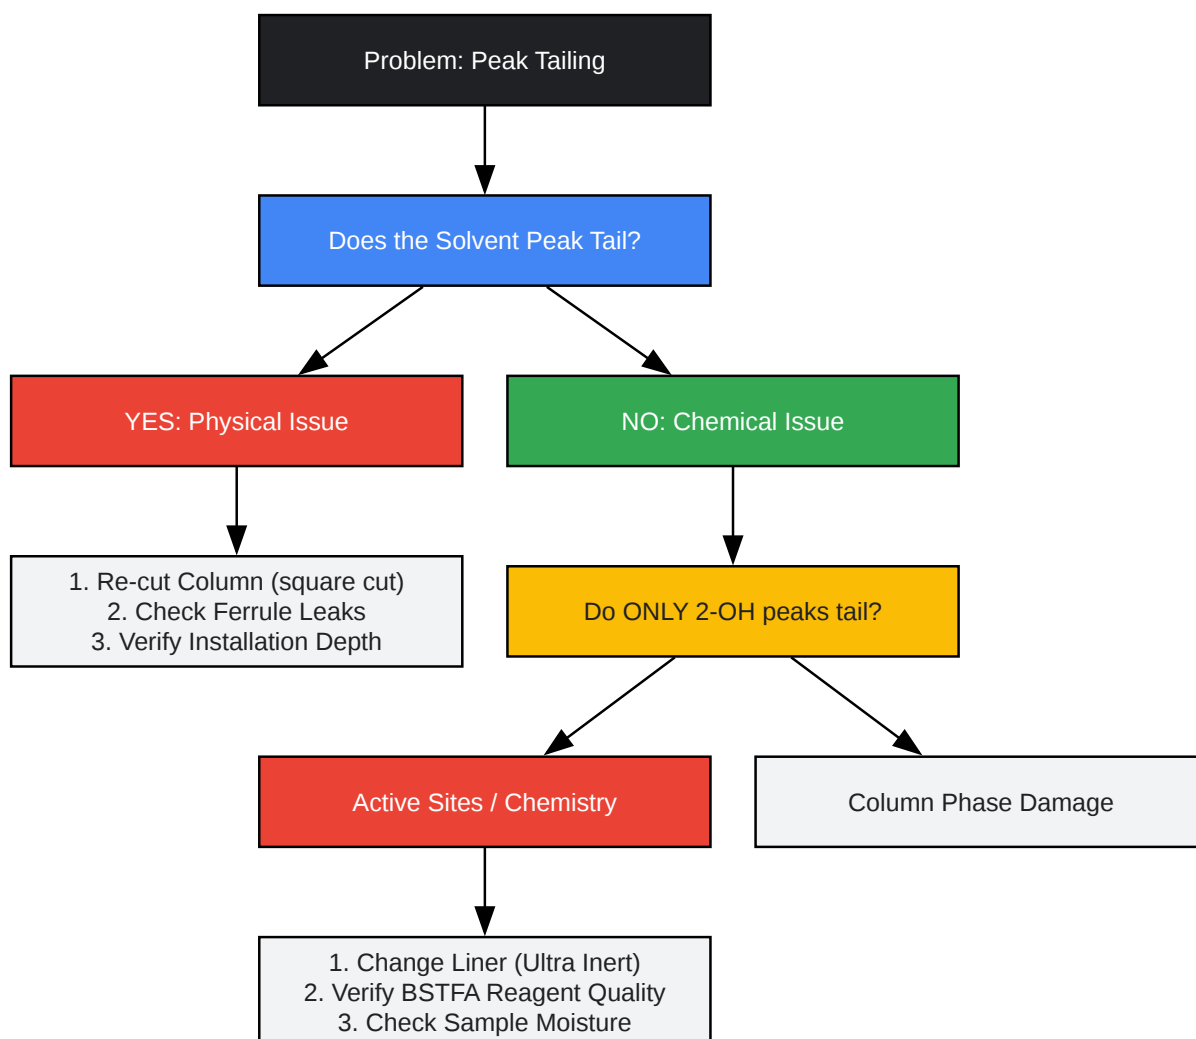 Problem: Peak Tailing
Does the Solvent Peak Tail?
YES: Physical Issue
NO: Chemical Issue
1. Re-cut Column (square cut)
2. Check Ferrule Leaks
3. Verify Installation Depth
Do ONLY 2-OH peaks tail?
Active Sites / Chemistry
Column Phase Damage
1. Change Liner (Ultra Inert)
2. Verify BSTFA Reagent Quality
3. Check Sample Moisture